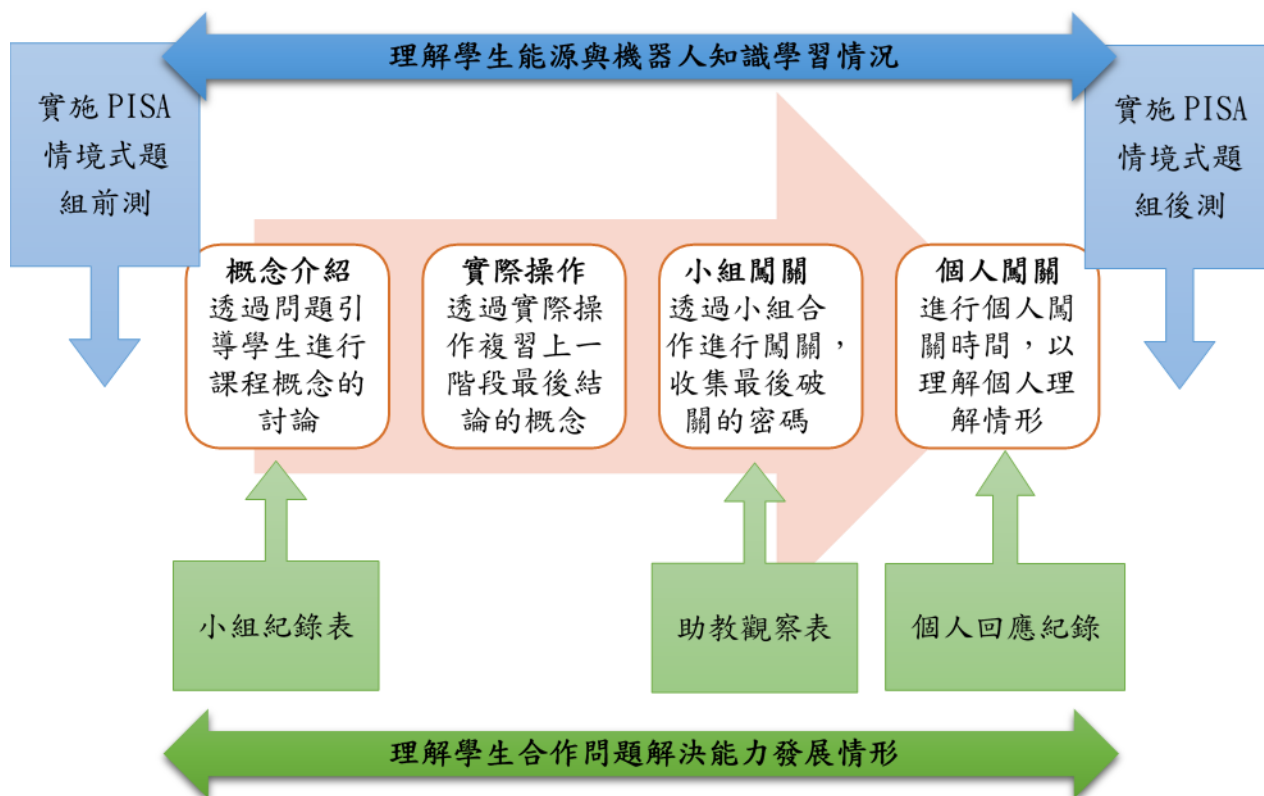 理解學生能源與機器人知識學習情況
實施 PISA
情境式題
組前測
實施 PISA
情境式題
組後測
概念介紹
透過問題引
導學生進行
課程概念的
討論
實際操作
透過實際操
作複習上一
階段最後結
論的概念
小組闖關
透過小組合
作進行闖關，
收集最後破
關的密碼
個人闖關
進行個人闖
關時間，以
理解個人理
解情形
小組紀錄表
助教觀察表
個人回應紀錄
理解學生合作問題解決能力發展情形